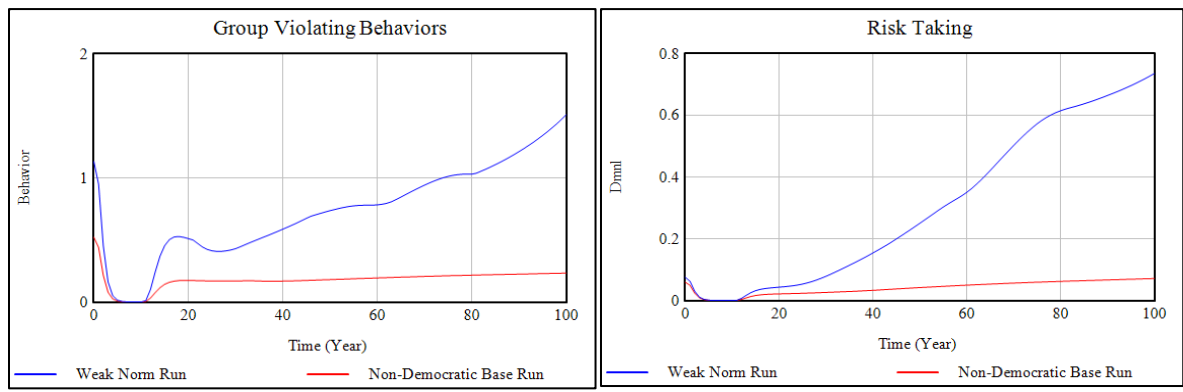 Group Violating Behaviors
2
1
0
Behavior
0 20 40 60 80 100
Time (Year)
Weak Norm Run Non-Democratic Base Run
Risk Taking
0.8
0.6
0.4
0.2
0
Dmnl
0 20 40 60 80 100
Time (Year)
Weak Norm Run Non-Democratic Base Run